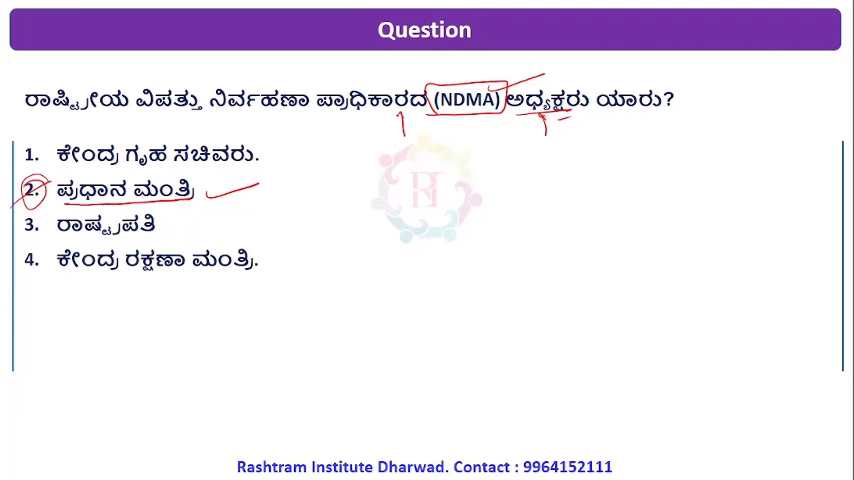 Question
ರಾಷ್ಟ್ರೀಯ ವಿಪತ್ತು ನಿರ್ವಹಣಾ ಪ್ರಾಧಿಕಾರದ (NDMA) ಅಧ್ಯಕ್ಷರು ಯಾರು?
1. ಕೇಂದ್ರ ಗೃಹ ಸಚಿವರು.
2. ಪ್ರಧಾನ ಮಂತ್ರಿ
3. ರಾಷ್ಟ್ರಪತಿ
4. ಕೇಂದ್ರ ರಕ್ಷಣಾ ಮಂತ್ರಿ.
Rashtram Institute Dharwad. Contact : 9964152111